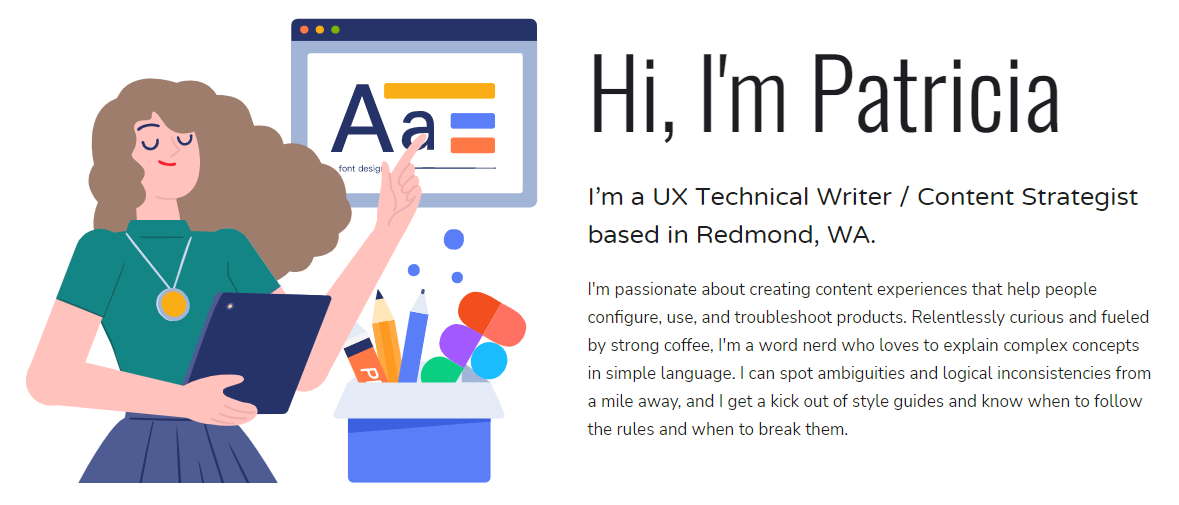 Aa
font design
Pr
Hi, I'm Patricia
I’m a UX Technical Writer / Content Strategist
based in Redmond, WA.
I'm passionate about creating content experiences that help people
configure, use, and troubleshoot products. Relentlessly curious and fueled
by strong coffee, I'm a word nerd who loves to explain complex concepts
in simple language. I can spot ambiguities and logical inconsistencies from
a mile away, and I get a kick out of style guides and know when to follow
the rules and when to break them.